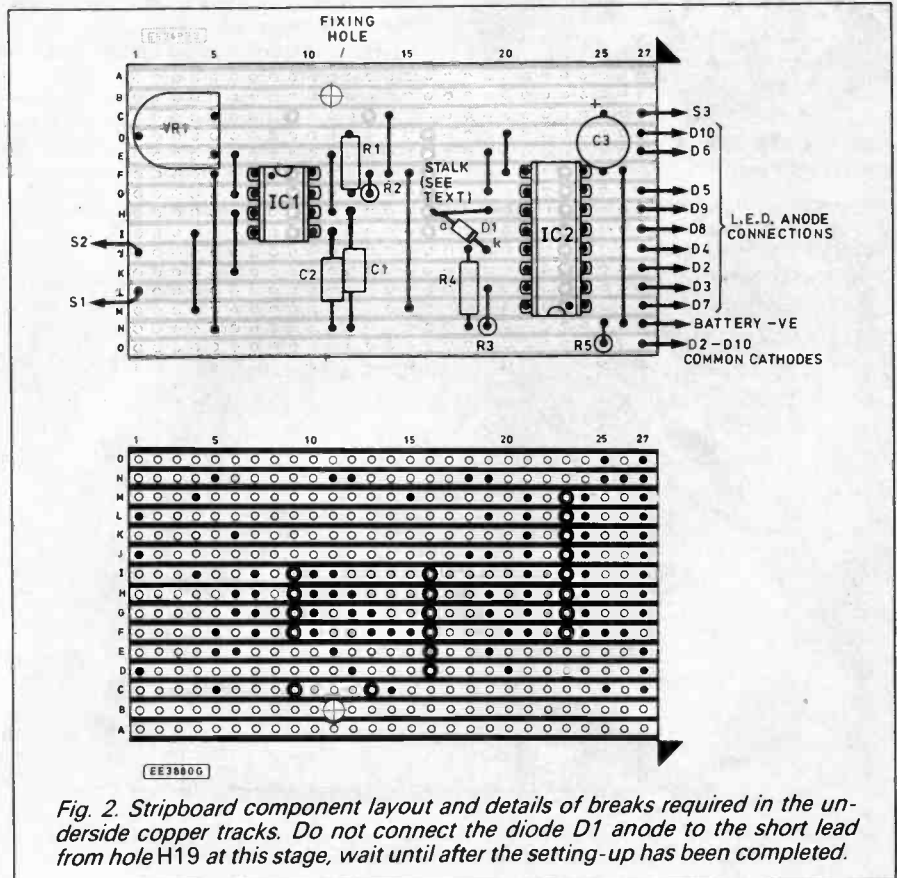 FIXING
HOLE
1 5 10 / 15 20 25 27
A
B
C
D
E
F
G
H
I
J
K
L
M
N
O
VR1
S2
S1
IC1
R1
R2
C2
C1
STALK
(SEE
TEXT)
a
D1
k
R4
R3
IC2
+
C3
R5
S3
D10
D6
D5
D9
D8
D4
D2
D3
D7
L.E.D. ANODE
CONNECTIONS
BATTERY -VE
D2-D10
COMMON CATHODES
1 5 10 15 20 25 27
O
N
M
L
K
J
I
H
G
F
E
D
C
B
A
EE3880G
Fig. 2. Stripboard component layout and details of breaks required in the un-
derside copper tracks. Do not connect the diode D1 anode to the short lead
from hole H19 at this stage, wait until after the setting-up has been completed.